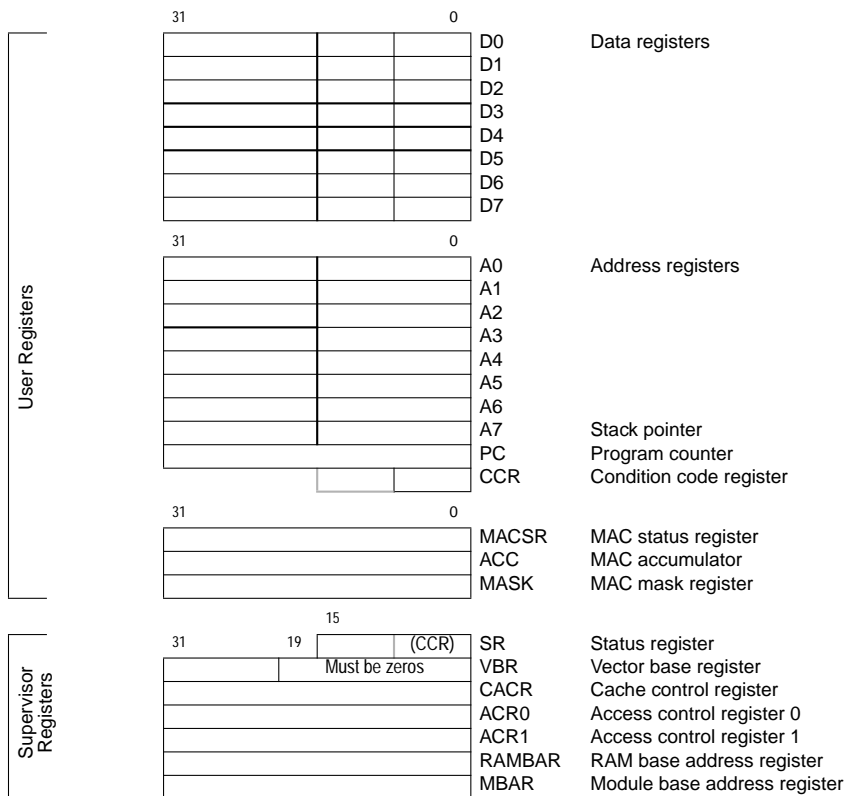 31 0
D0 Data registers
D1
D2
D3
D4
D5
D6
D7
31 0
A0 Address registers
A1
A2
A3
A4
A5
A6
A7 Stack pointer
PC Program counter
CCR Condition code register
User Registers
31 0
MACSR MAC status register
ACC MAC accumulator
MASK MAC mask register
15
31 19 (CCR) SR Status register
Must be zeros VBR Vector base register
CACR Cache control register
ACR0 Access control register 0
ACR1 Access control register 1
RAMBAR RAM base address register
MBAR Module base address register
Supervisor
Registers